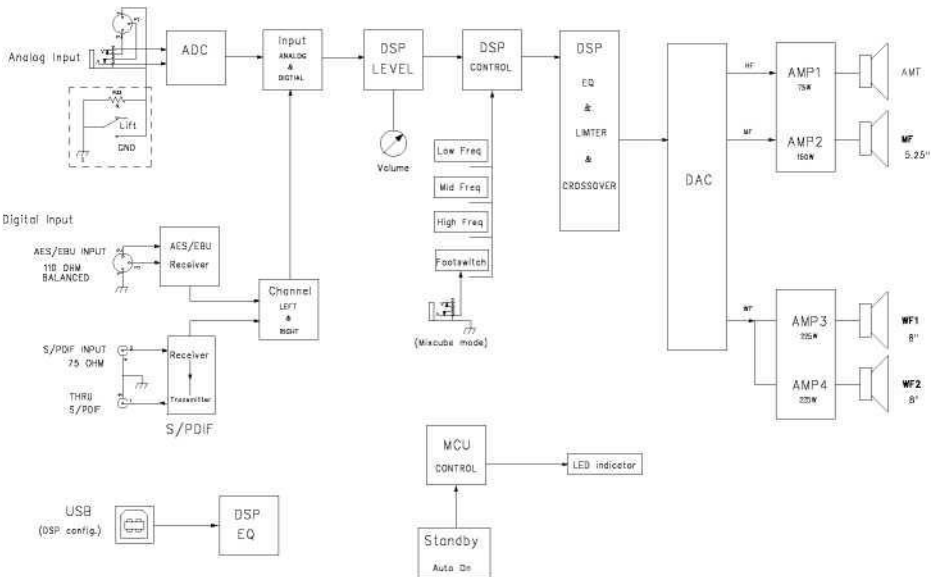 Analog Input
ADC
Input
ANALOG
&
DIGTIAL
DSP
LEVEL
Volume
DSP
CONTROL
DSP
EQ
&
LIMTER
&
CROSSOVER
DAC
HF
AMP1
75W
AMT
MF
AMP2
150W
MF
5.25"
WF
AMP3
225W
WF1
8"
AMP4
225W
WF2
8"
Lift
GND
Low Freq
Mid Freq
High Freq
Footswitch
(Mixcube mode)
Digital Input
AES/EBU INPUT
110 OHM
BALANCED
AES/EBU
Receiver
Channel
LEFT
&
RIGHT
S/PDIF INPUT
75 OHM
THRU
S/PDIF
Receiver
Transmitter
S/PDIF
MCU
CONTROL
LED indicator
Standby
Auto On
USB
(DSP config.)
DSP
EQ